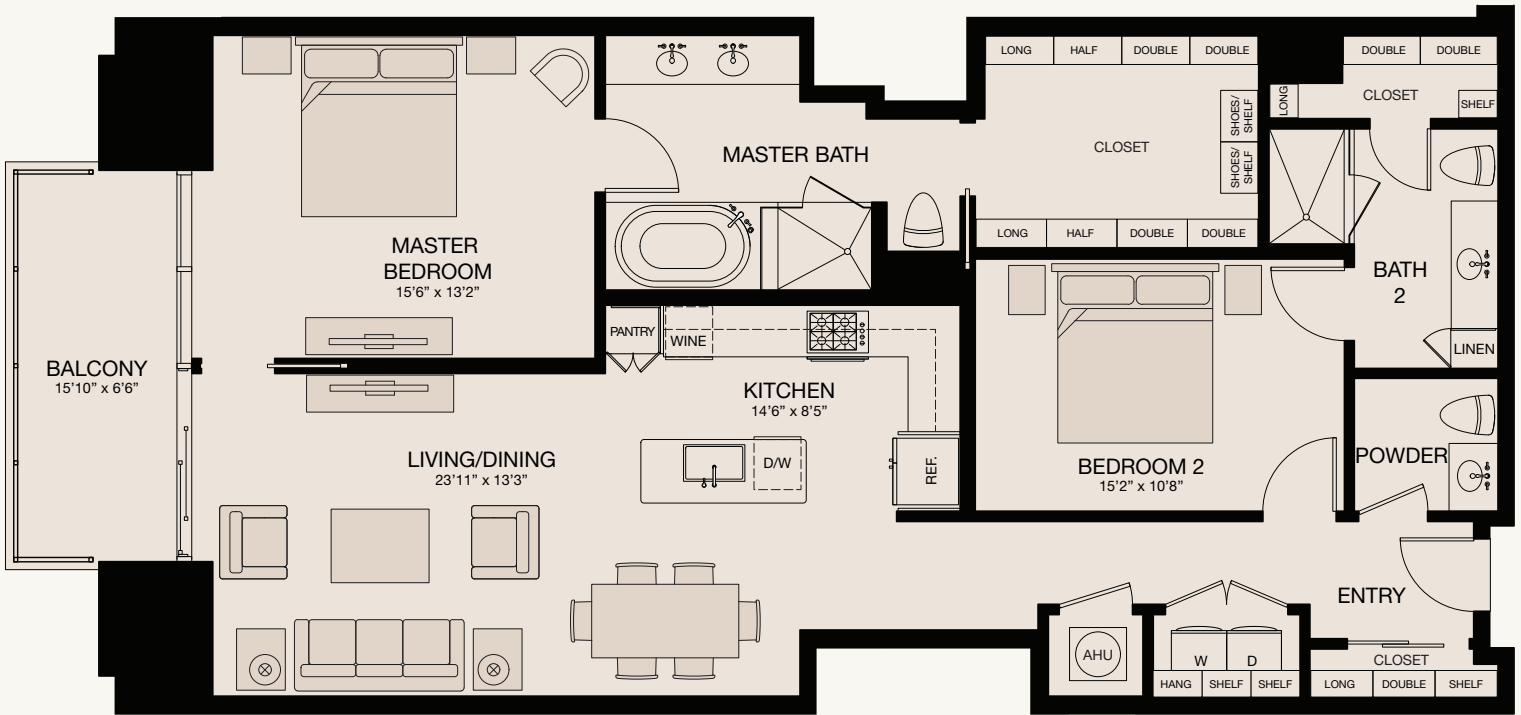 LONG
HALF
DOUBLE
DOUBLE
DOUBLE
DOUBLE
LONG
CLOSET
SHELF
SHOES/
SHELF
SHOES/
SHELF
CLOSET
MASTER BATH
LONG
HALF
DOUBLE
DOUBLE
MASTER
BEDROOM
15’6” x 13’2”
BATH
2
LINEN
PANTRY
WINE
BALCONY
15’10” x 6’6”
KITCHEN
14’6” x 8’5”
LIVING/DINING
23’11” x 13’3”
D/W
REF.
BEDROOM 2
15’2” x 10’8”
POWDER
ENTRY
AHU
W
D
HANG
SHELF
SHELF
CLOSET
LONG
DOUBLE
SHELF